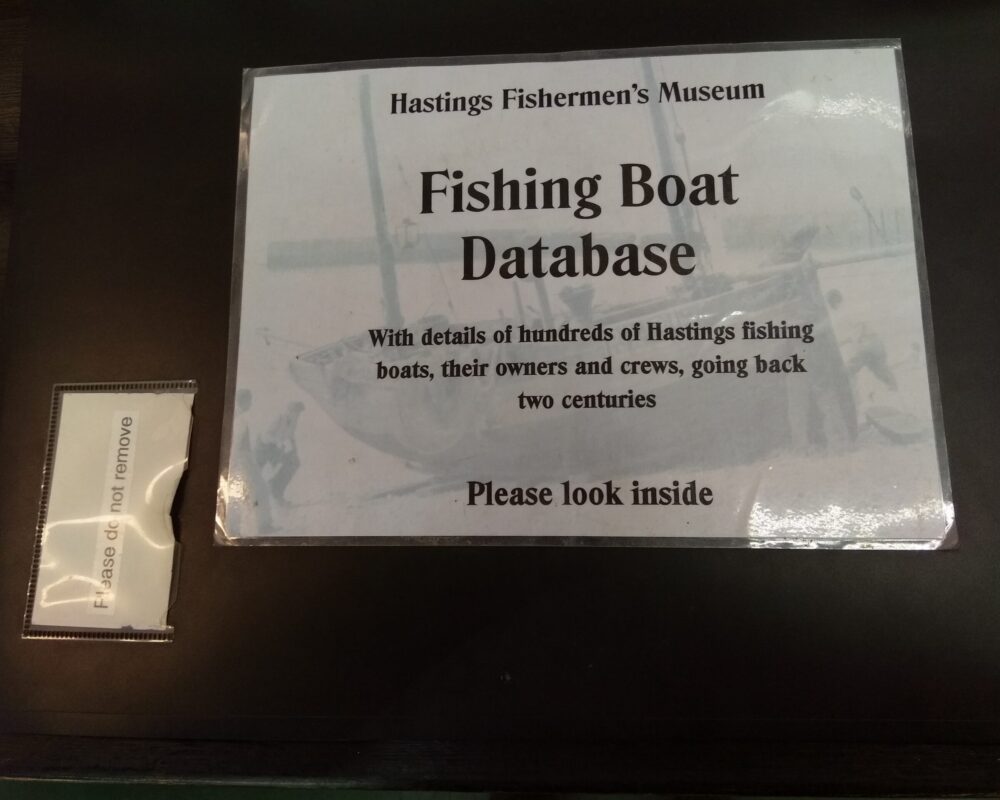 Hastings Fishermen's Museum
Fishing Boat
Database
With details of hundreds of Hastings fishing
boats, their owners and crews, going back
two centuries
Please look inside
Please do not remove